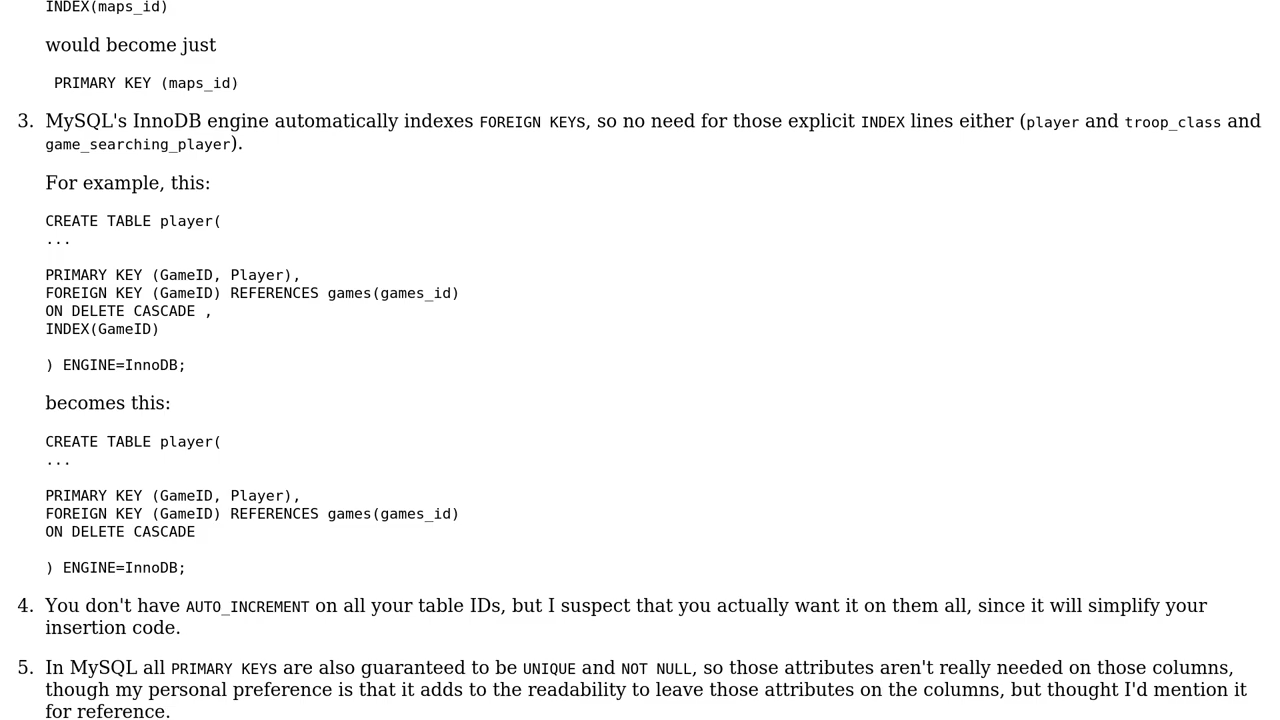 INDEX(maps_id)
would become just
PRIMARY KEY (maps_id)
3. MySQL's InnoDB engine automatically indexes FOREIGN KEYs, so no need for those explicit INDEX lines either (player and troop_class and
game_searching_player).
For example, this:
CREATE TABLE player(
...
PRIMARY KEY (GameID, Player),
FOREIGN KEY (GameID) REFERENCES games(games_id)
ON DELETE CASCADE ,
INDEX(GameID)
) ENGINE=InnoDB;
becomes this:
CREATE TABLE player(
...
PRIMARY KEY (GameID, Player),
FOREIGN KEY (GameID) REFERENCES games(games_id)
ON DELETE CASCADE
) ENGINE=InnoDB;
4. You don't have AUTO_INCREMENT on all your table IDs, but I suspect that you actually want it on them all, since it will simplify your
insertion code.
5. In MySQL all PRIMARY KEYs are also guaranteed to be UNIQUE and NOT NULL, so those attributes aren't really needed on those columns,
though my personal preference is that it adds to the readability to leave those attributes on the columns, but thought I'd mention it
for reference.